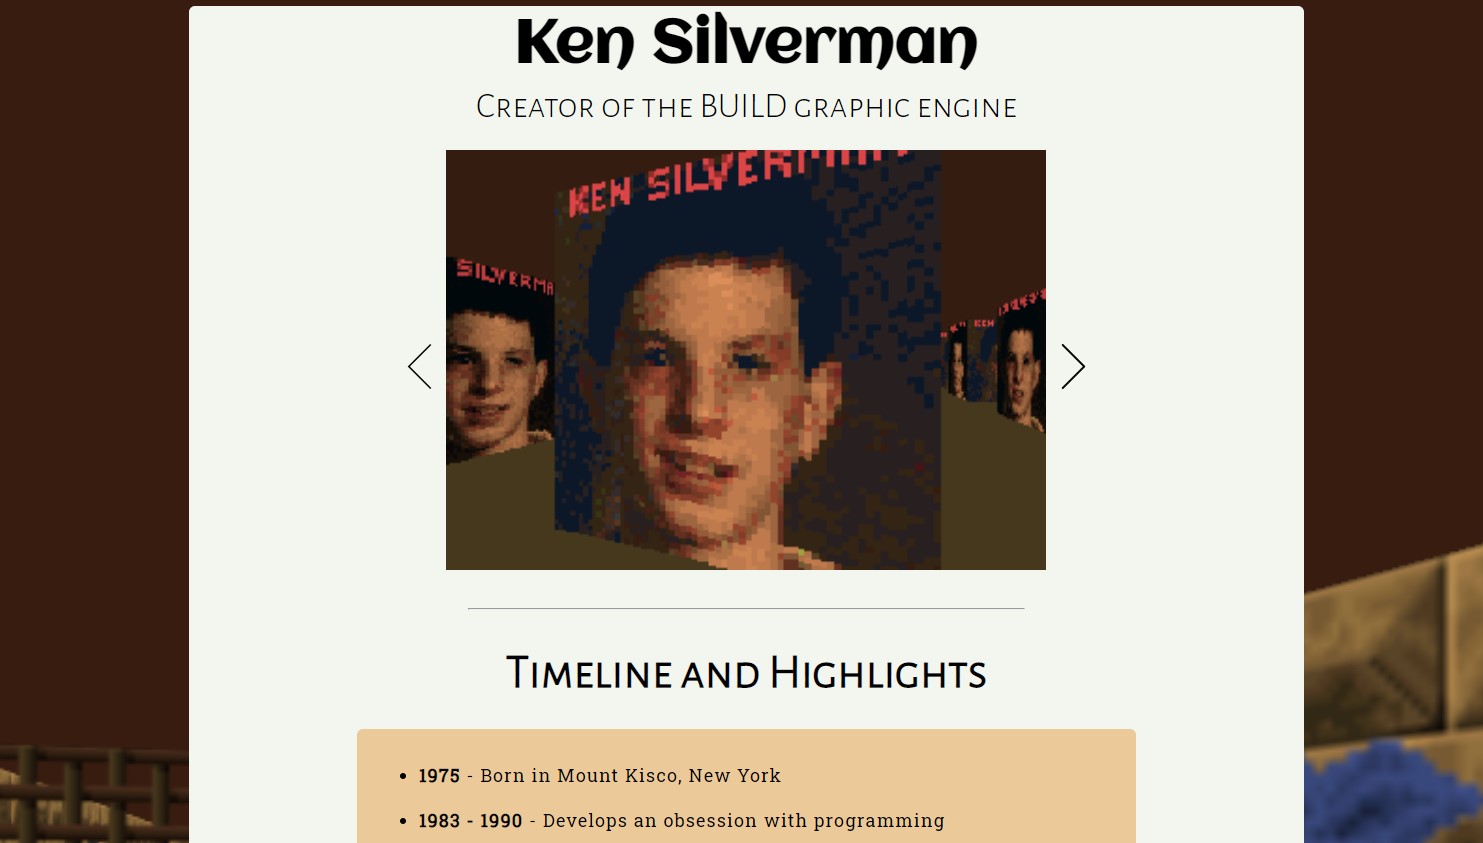 Ken Silverman
Creator of the BUILD graphic engine
KEN SILVERMAN
SILVERMA
KEN
Timeline and Highlights
• 1975 - Born in Mount Kisco, New York
• 1983 - 1990 - Develops an obsession with programming